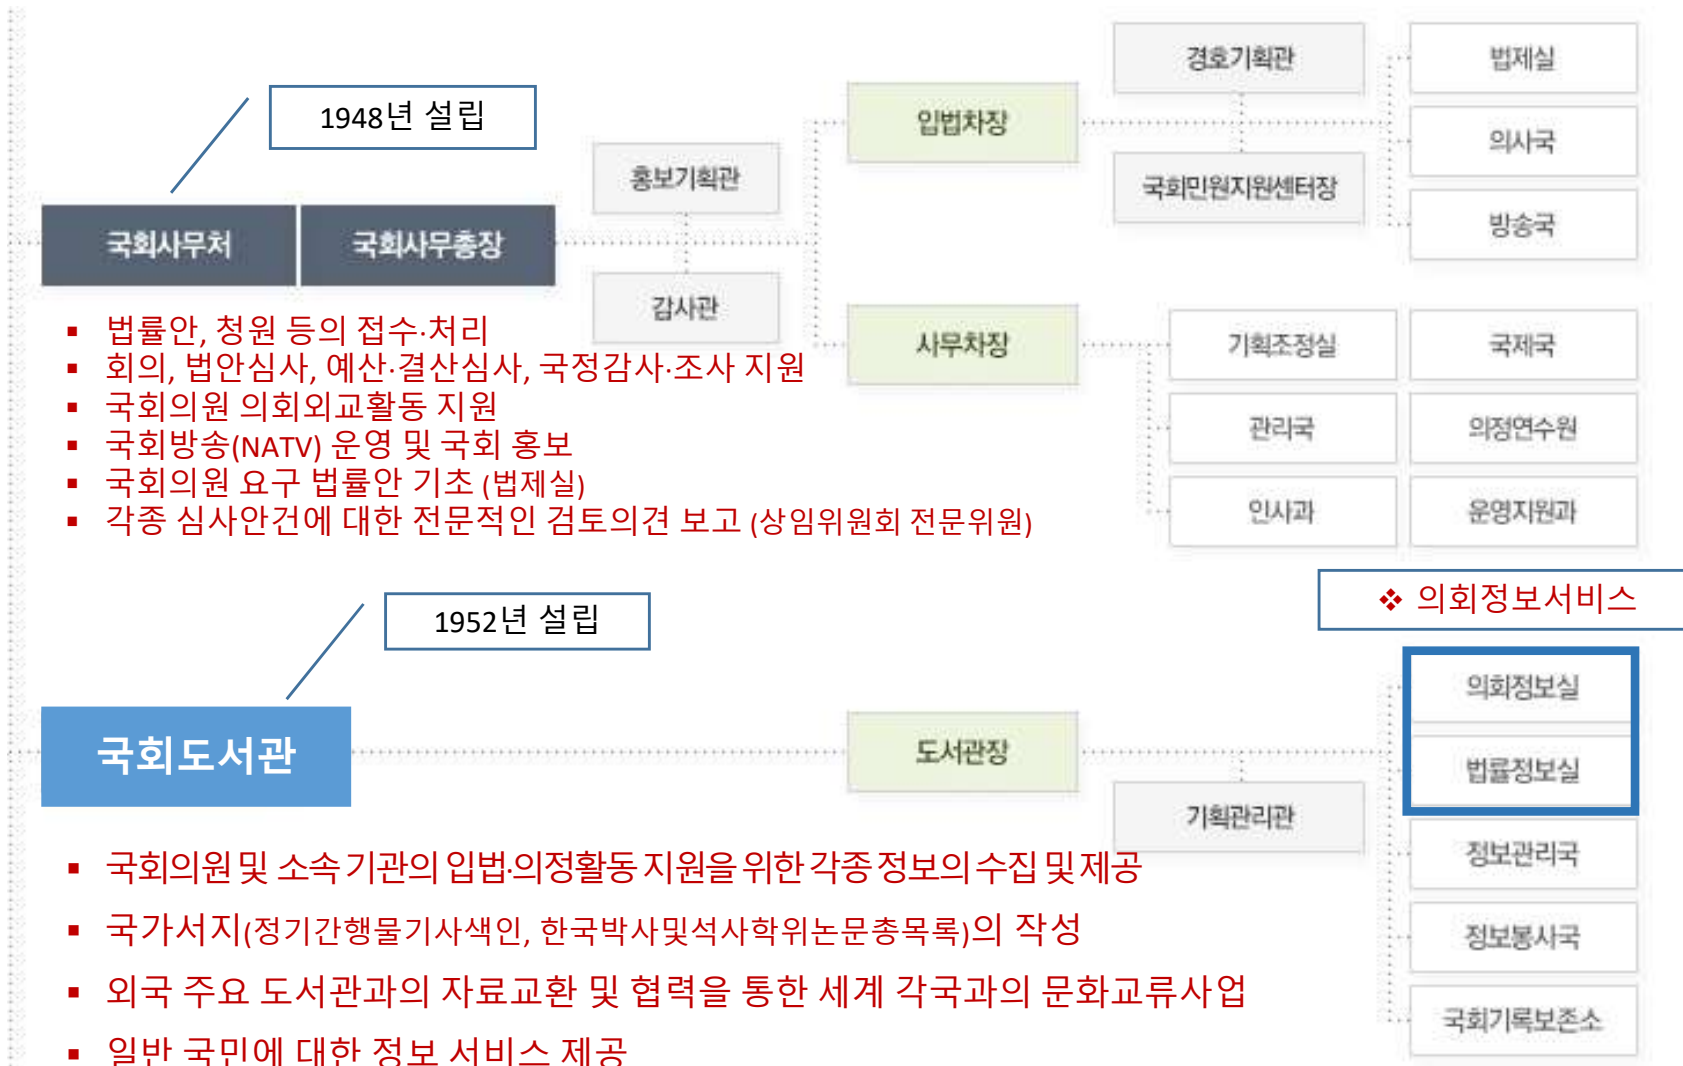 경호기획관
법제실
1948년 설립
입법차장
의사국
홍보기획관
국회민원지원센터장
방송국
국회사무처
국회사무총장
감사관
▪ 법률안, 청원 등의 접수·처리
▪ 회의, 법안심사, 예산·결산심사, 국정감사·조사 지원
▪ 국회의원 의회외교활동 지원
▪ 국회방송(NATV) 운영 및 국회 홍보
▪ 국회의원 요구 법률안 기초 (법제실)
▪ 각종 심사안건에 대한 전문적인 검토의견 보고 (상임위원회 전문위원)
사무차장
기획조정실
국제국
관리국
의정연수원
인사과
운영지원과
❖ 의회정보서비스
1952년 설립
의회정보실
국회도서관
도서관장
법률정보실
기획관리관
정보관리국
정보봉사국
국회기록보존소
▪ 국회의원 및 소속 기관의 입법·의정활동 지원을 위한 각종 정보의 수집 및 제공
▪ 국가서지(정기간행물기사색인, 한국박사및석사학위논문총목록)의 작성
▪ 외국 주요 도서관과의 자료교환 및 협력을 통한 세계 각국과의 문화교류사업
▪ 일반 국민에 대한 정보 서비스 제공